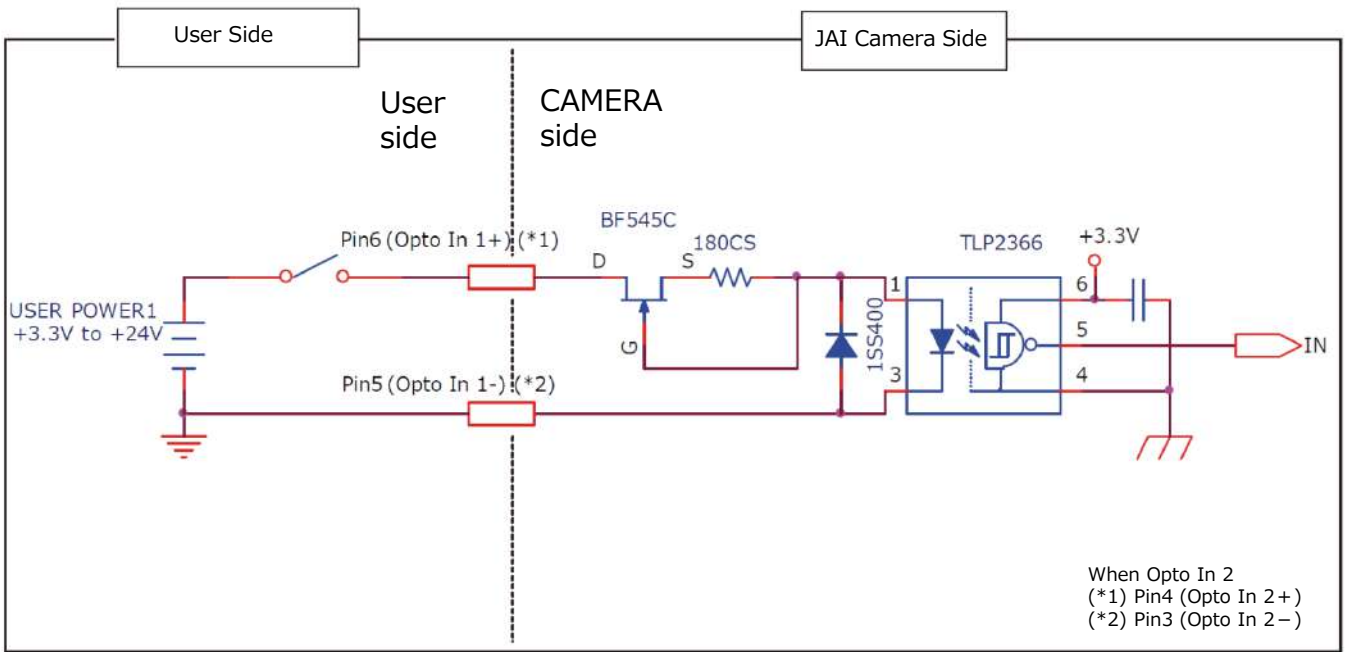 User Side
JAI Camera Side
User
side
CAMERA
side
BF545C
Pin6 (Opto In 1+) (*1)
D
S
180CS
TLP2366
+3.3V
1
6
USER POWER1
+3.3V to +24V
G
1SS400
5
IN
Pin5 (Opto In 1-) (*2)
3
4
When Opto In 2
(*1) Pin4 (Opto In 2+)
(*2) Pin3 (Opto In 2−)